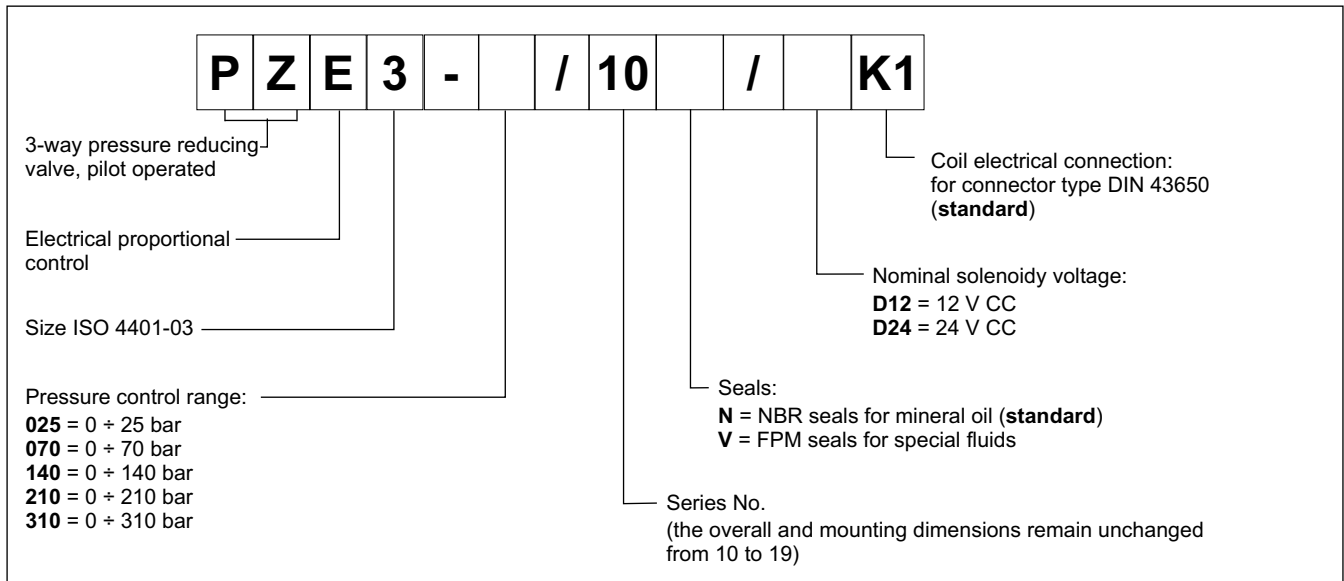 P Z E 3 - / 10 / K1
3-way pressure reducing
valve, pilot operated
Electrical proportional
control
Size ISO 4401-03
Pressure control range:
025 = 0 ÷ 25 bar
070 = 0 ÷ 70 bar
140 = 0 ÷ 140 bar
210 = 0 ÷ 210 bar
310 = 0 ÷ 310 bar
Coil electrical connection:
for connector type DIN 43650
(standard)
Nominal solenoidy voltage:
D12 = 12 V CC
D24 = 24 V CC
Seals:
N = NBR seals for mineral oil (standard)
V = FPM seals for special fluids
Series No.
(the overall and mounting dimensions remain unchanged
from 10 to 19)